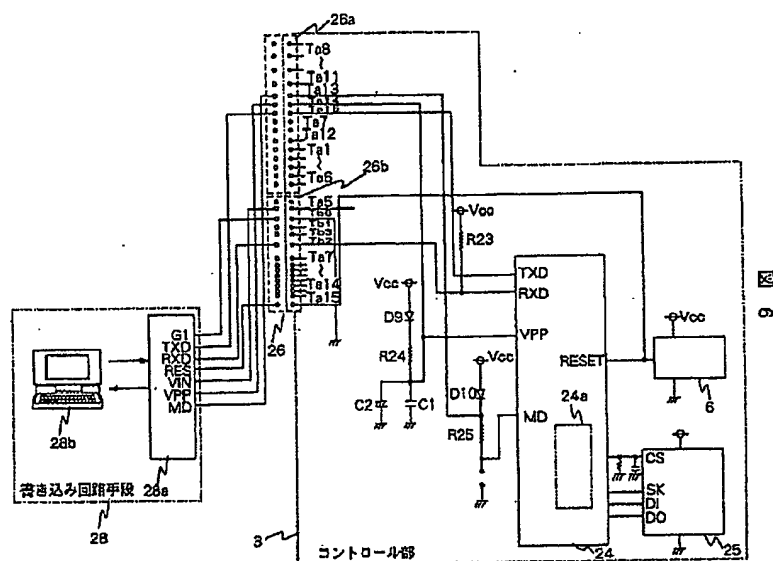 26a
Ta8
~
Ta11
Ta13
Ta7
Ta12
Ta1
~
Ta6
26b
Ta5
Tb1
Tb3
Tb2
Ta7
~
Ta14
Ta15
26
Vcc
R23
TXD
RXD
VPP
RESET
MD
24a
24
Vcc
D9
R24
C2
C1
Vcc
D10
R25
Vcc
6
CS
SK
DI
DO
25
G1
TXD
RXD
RES
VIN
VPP
MD
28a
28b
書き込み回路手段
28
3
コントロール部
図 9